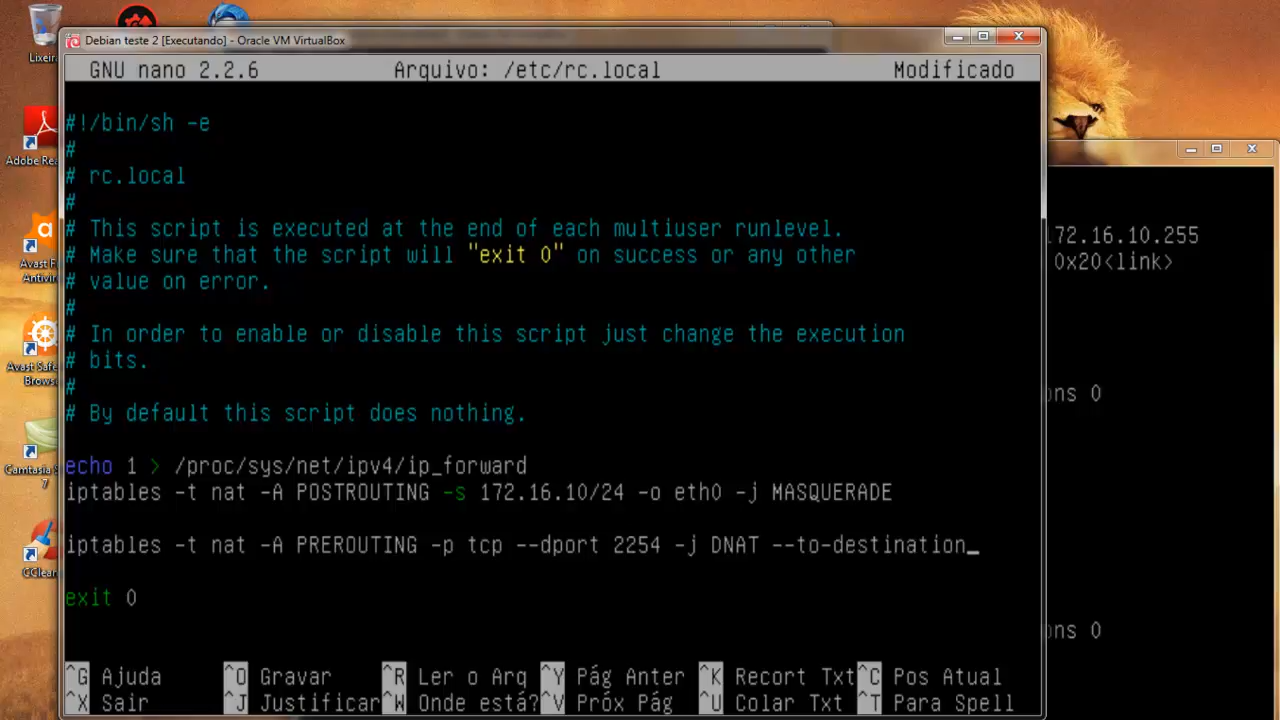 Lixeir
Adobe Rea
Avast F
Antivir
Avast Safe
Brows
Camtasia S
7
CClean
Debian teste 2 [Executando] - Oracle VM VirtualBox
GNU nano 2.2.6 Arquivo: /etc/rc.local Modificado
#!/bin/sh -e
#
# rc.local
#
# This script is executed at the end of each multiuser runlevel.
# Make sure that the script will "exit 0" on success or any other
# value on error.
#
# In order to enable or disable this script just change the execution
# bits.
#
# By default this script does nothing.
echo 1 > /proc/sys/net/ipv4/ip_forward
iptables -t nat -A POSTROUTING -s 172.16.10/24 -o eth0 -j MASQUERADE
iptables -t nat -A PREROUTING -p tcp --dport 2254 -j DNAT --to-destination_
exit 0
^G Ajuda ^O Gravar ^R Ler o Arq ^Y Pág Anter ^K Recort Txt ^C Pos Atual
^X Sair ^J Justificar ^W Onde está? ^V Próx Pág ^U Colar Txt ^T Para Spell
172.16.10.255
0x20<link>
ons 0
ons 0